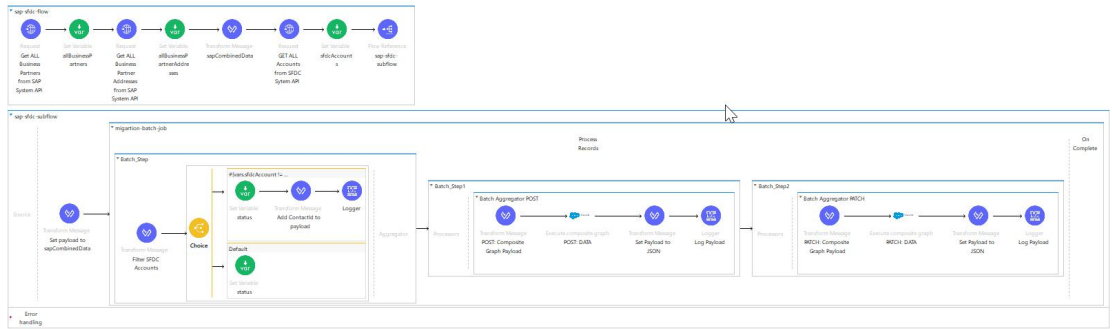 sap-sfdc-flow
Request
Get ALL
Business
Partners
from SAP
System API
Set Variable
allBusinessP
artners
Request
Get ALL
Business
Partner
Addresses
from SAP
System API
Set Variable
allBusinessP
artnerAddre
sses
Transform Message
sapCombinedData
Request
GET ALL
Accounts
from SFDC
Sytem API
Set Variable
sfdcAccount
s
Flow Reference
sap-sfdc-
subflow
sap-sfdc-subflow
Source
Transform Message
Set payload to
sapCombinedData
migartion-batch-job
Process
Records
On
Complete
Batch_Step
Transform Message
Filter SFDC
Accounts
Choice
Set Variable
status
Transform Message
Add ContactId to
payload
Logger
Default
Set Variable
status
Aggregator
Batch_Step1
Processors
Batch Aggregator POST
Transform Message
POST: Composite
Graph Payload
Execute composite graph
POST: DATA
Transform Message
Set Payload to
JSON
Logger
Log Payload
Batch_Step2
Processors
Batch Aggregator PATCH
Transform Message
PATCH: Composite
Graph Payload
Execute composite graph
PATCH: DATA
Transform Message
Set Payload to
JSON
Logger
Log Payload
Error
handling